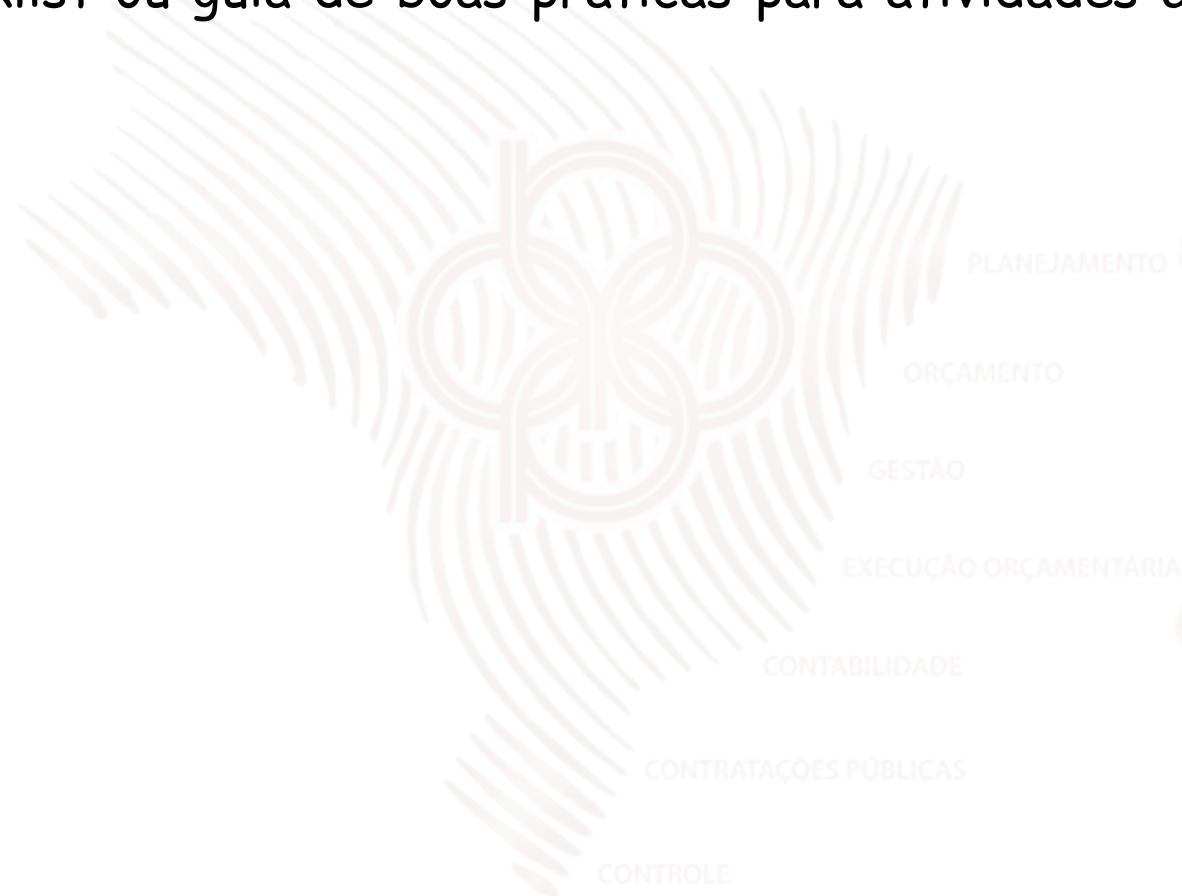 ou guia de boas práticas para atividades
PLANEJAMENTO
ORÇAMENTO
GESTÃO
EXECUÇÃO ORÇAMENTÁRIA
CONTABILIDADE
CONTRATAÇÕES PÚBLICAS
CONTROLE